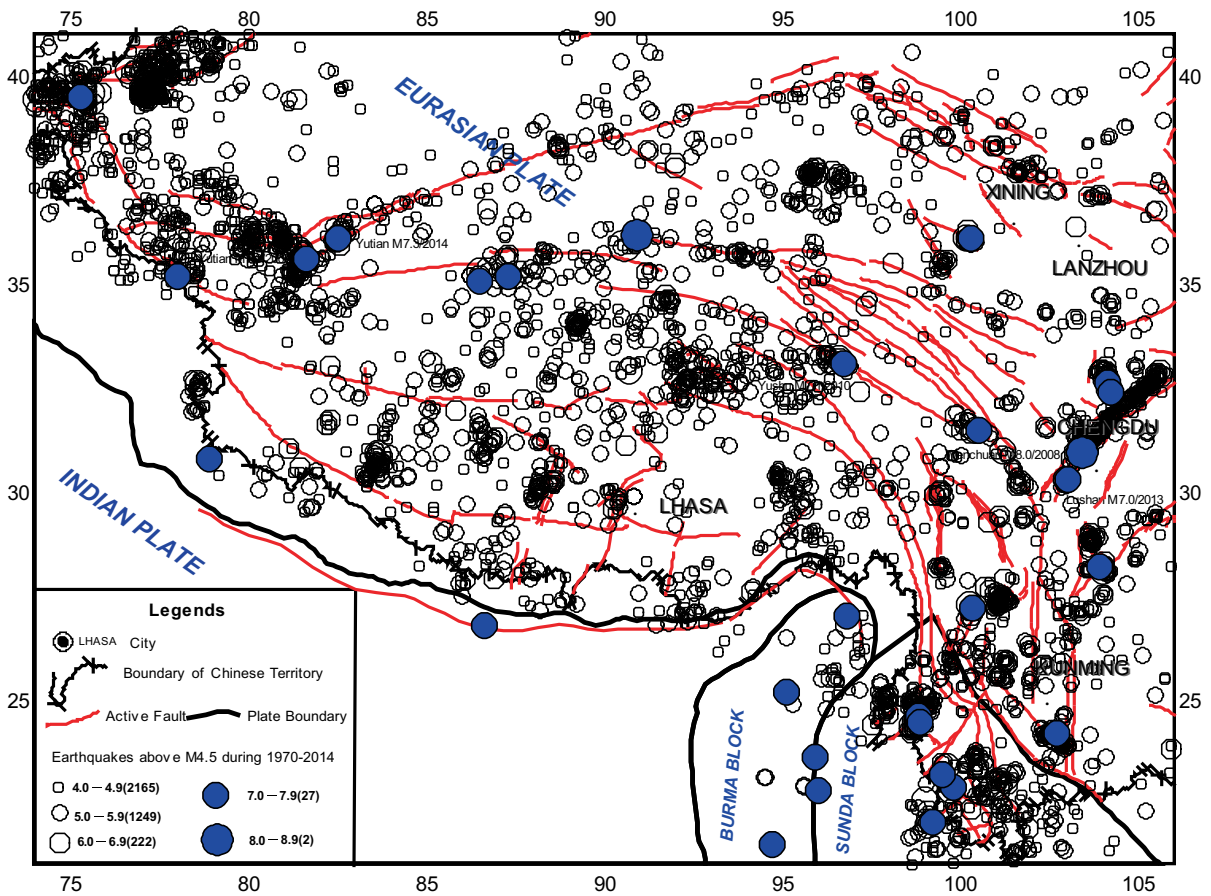 75 80 85 90 95 100 105
40 40
EURASIAN PLATE
XINING
Yutian M7.3/2014
LANZHOU
35 35
CHENGDU
M8.0/2008
30 30
INDIAN PLATE
LHASA
Lushan M7.0/2013
Legends
LHASA City
Boundary of Chinese Territory
KUNMING
25 25
Active Fault Plate Boundary
BURMA BLOCK
SUNDA BLOCK
Earthquakes above M4.5 during 1970-2014
4.0－4.9(2165) 7.0－7.9(27)
5.0－5.9(1249)
6.0－6.9(222) 8.0－8.9(2)
75 80 85 90 95 100 105